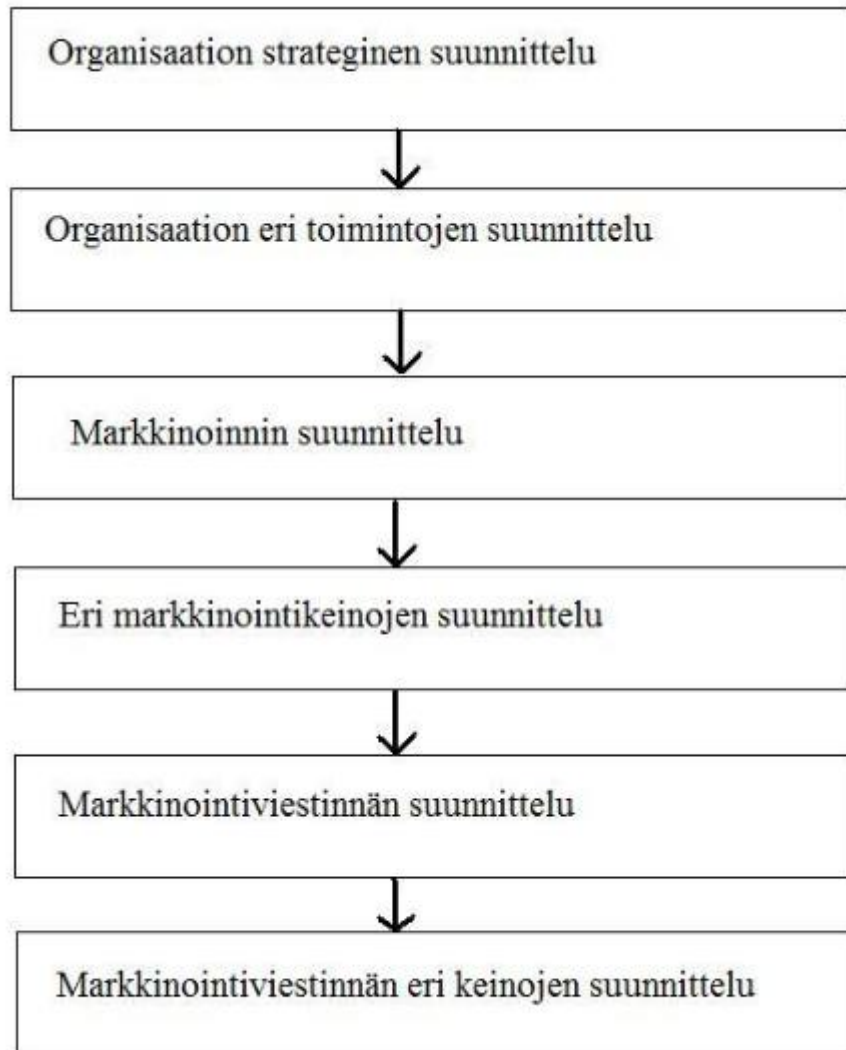 Organisaation strateginen suunnittelu
Organisaation eri toimintojen suunnittelu
Markkinoinnin suunnittelu
Eri markkinointikeinojen suunnittelu
Markkinointiviestinnän suunnittelu
Markkinointiviestinnän eri keinojen suunnittelu